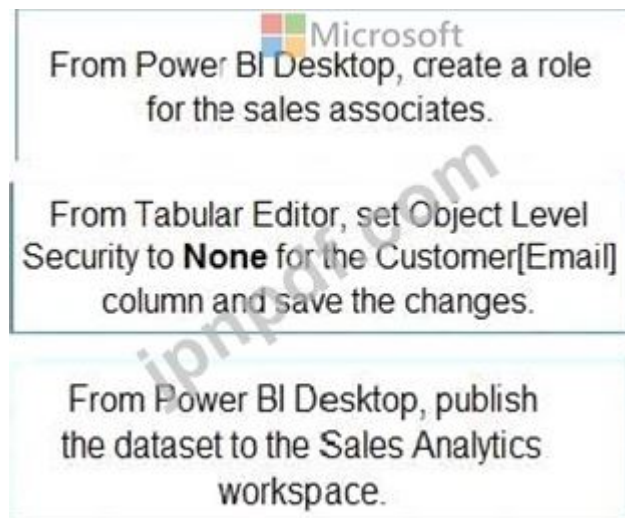 Microsoft
From Power BI Desktop, create a role
for the sales associates.
From Tabular Editor, set Object Level
Security to None for the Customer[Email]
column and save the changes.
From Power BI Desktop, publish
the dataset to the Sales Analytics
workspace.
jpnpdf.com